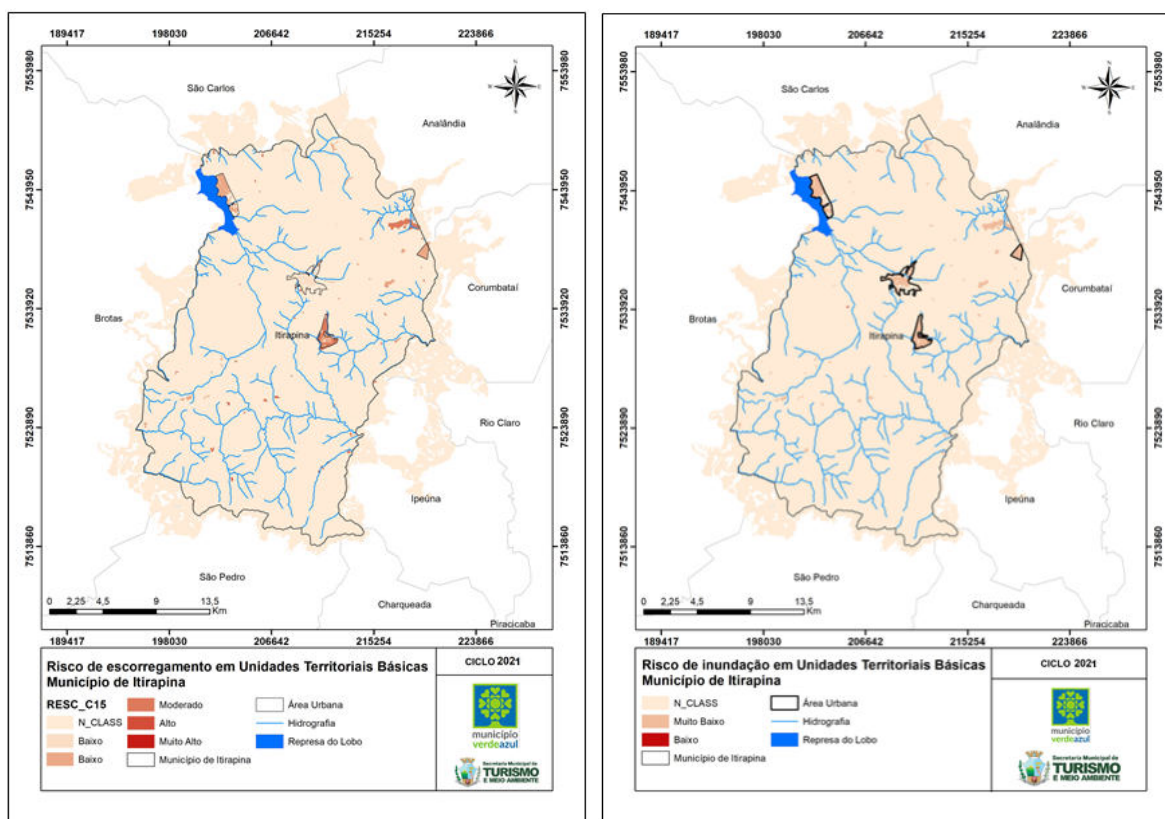 189417 198030 206642 215254 223866
7553980
7553980
São Carlos
Analândia
7543950
7543950
Corumbataí
7533920
7533920
Brotas
Itirapina
Rio Claro
7523890
7523890
Ipeúna
7513860
7513860
São Pedro
0 2,25 4,5 9 13,5
Km
Charqueada
Piracicaba
189417 198030 206642 215254 223866
Risco de escorregamento em Unidades Territoriais Básicas
Município de Itirapina
RESC_C15
N_CLASS
Baixo
Baixo
Moderado
Alto
Muito Alto
Município de Itirapina
Área Urbana
Hidrografia
Represa do Lobo
CICLO 2021
município
verdeazul
Secretaria Municipal de
TURISMO
E MEIO AMBIENTE
189417 198030 206642 215254 223866
7553980
7553980
São Carlos
Analândia
7543950
7543950
Corumbataí
7533920
7533920
Brotas
Itirapina
Rio Claro
7523890
7523890
Ipeúna
7513860
7513860
São Pedro
0 2,25 4,5 9 13,5
Km
Charqueada
Piracicaba
189417 198030 206642 215254 223866
Risco de inundação em Unidades Territoriais Básicas
Município de Itirapina
N_CLASS
Muito Baixo
Baixo
Município de Itirapina
Área Urbana
Hidrografia
Represa do Lobo
CICLO 2021
município
verdeazul
Secretaria Municipal de
TURISMO
E MEIO AMBIENTE